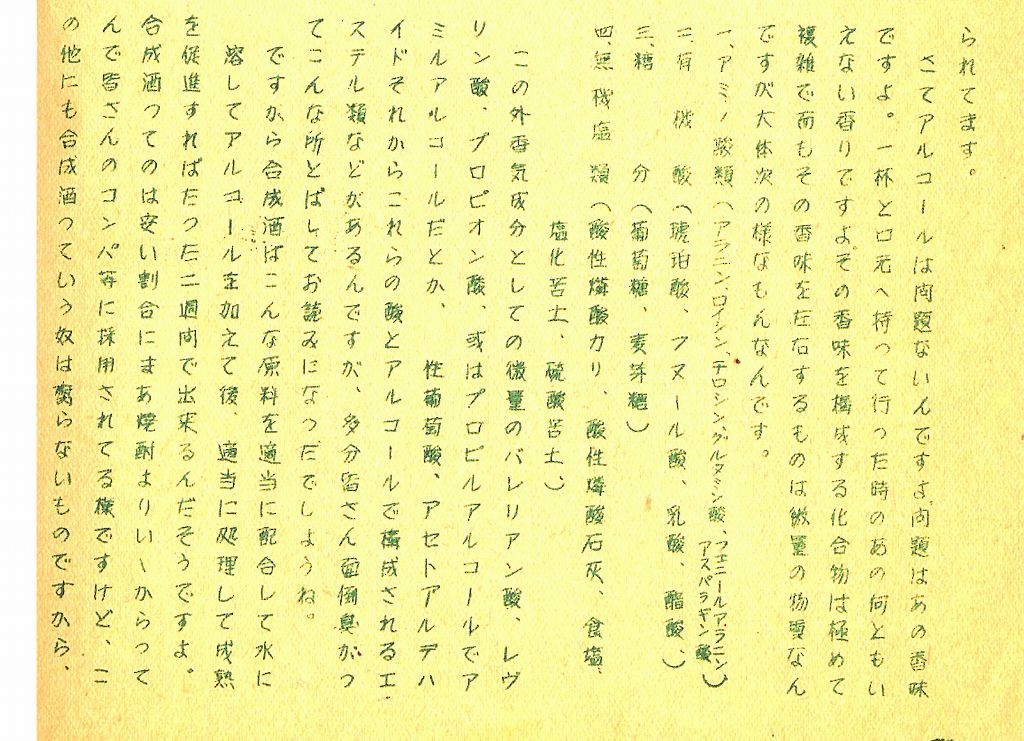 られてます。
さてアルコールは問題ないんですよ、問題はあの香味
ですよ。一杯と口元へ持つて行つた時のあの何ともい
えない香りですよ。その香味を構成する化合物は極めて
複雑で而もその香味を左右するものは微量の物質なん
ですが大体次の様なもんなんです。
一、アミノ酸類（アラニン、ロイシン、チロシン、グルタミン酸、フエニールアラニン
アスパラギン酸）
二、有機酸（琥珀酸、フヌール酸、乳酸、酯酸、）
三、糖分（葡萄糖、麦芽糖）
四、無機塩類（酸性燐酸カリ、酸性燐酸石灰、食塩、
塩化苦土、硫酸苦土、）
この外香気成分としての微量のバレリアン酸、レヴ
リン酸、プロピオン酸、或はプロピルアルコールでア
ミルアルコールだとか、性葡萄酸、アセトアルデハ
イドそれからこれらの酸とアルコールで構成されるエ
ステル類などがあるんですが、多分皆さん面倒臭がつ
てこんな所とばしてお読みになつたでしようね。
ですから合成酒はこんな原料を適当に配合して水に
溶してアルコールを加えて後、適当に処理して成熟
を促進すればたつた二週間で出来るんだそうですよ。
合成酒つてのは安い割合にまあ焼酎よりいゝからつて
んで皆さんのコンパ等に採用されてる様ですけど、こ
の他にも合成酒つていう奴は腐らないものですから、